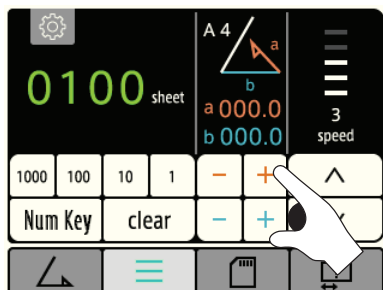 A 4
a
b
0100 sheet
a 000.0
b 000.0
3
speed
1000 100 10 1 − +
Num Key clear − +